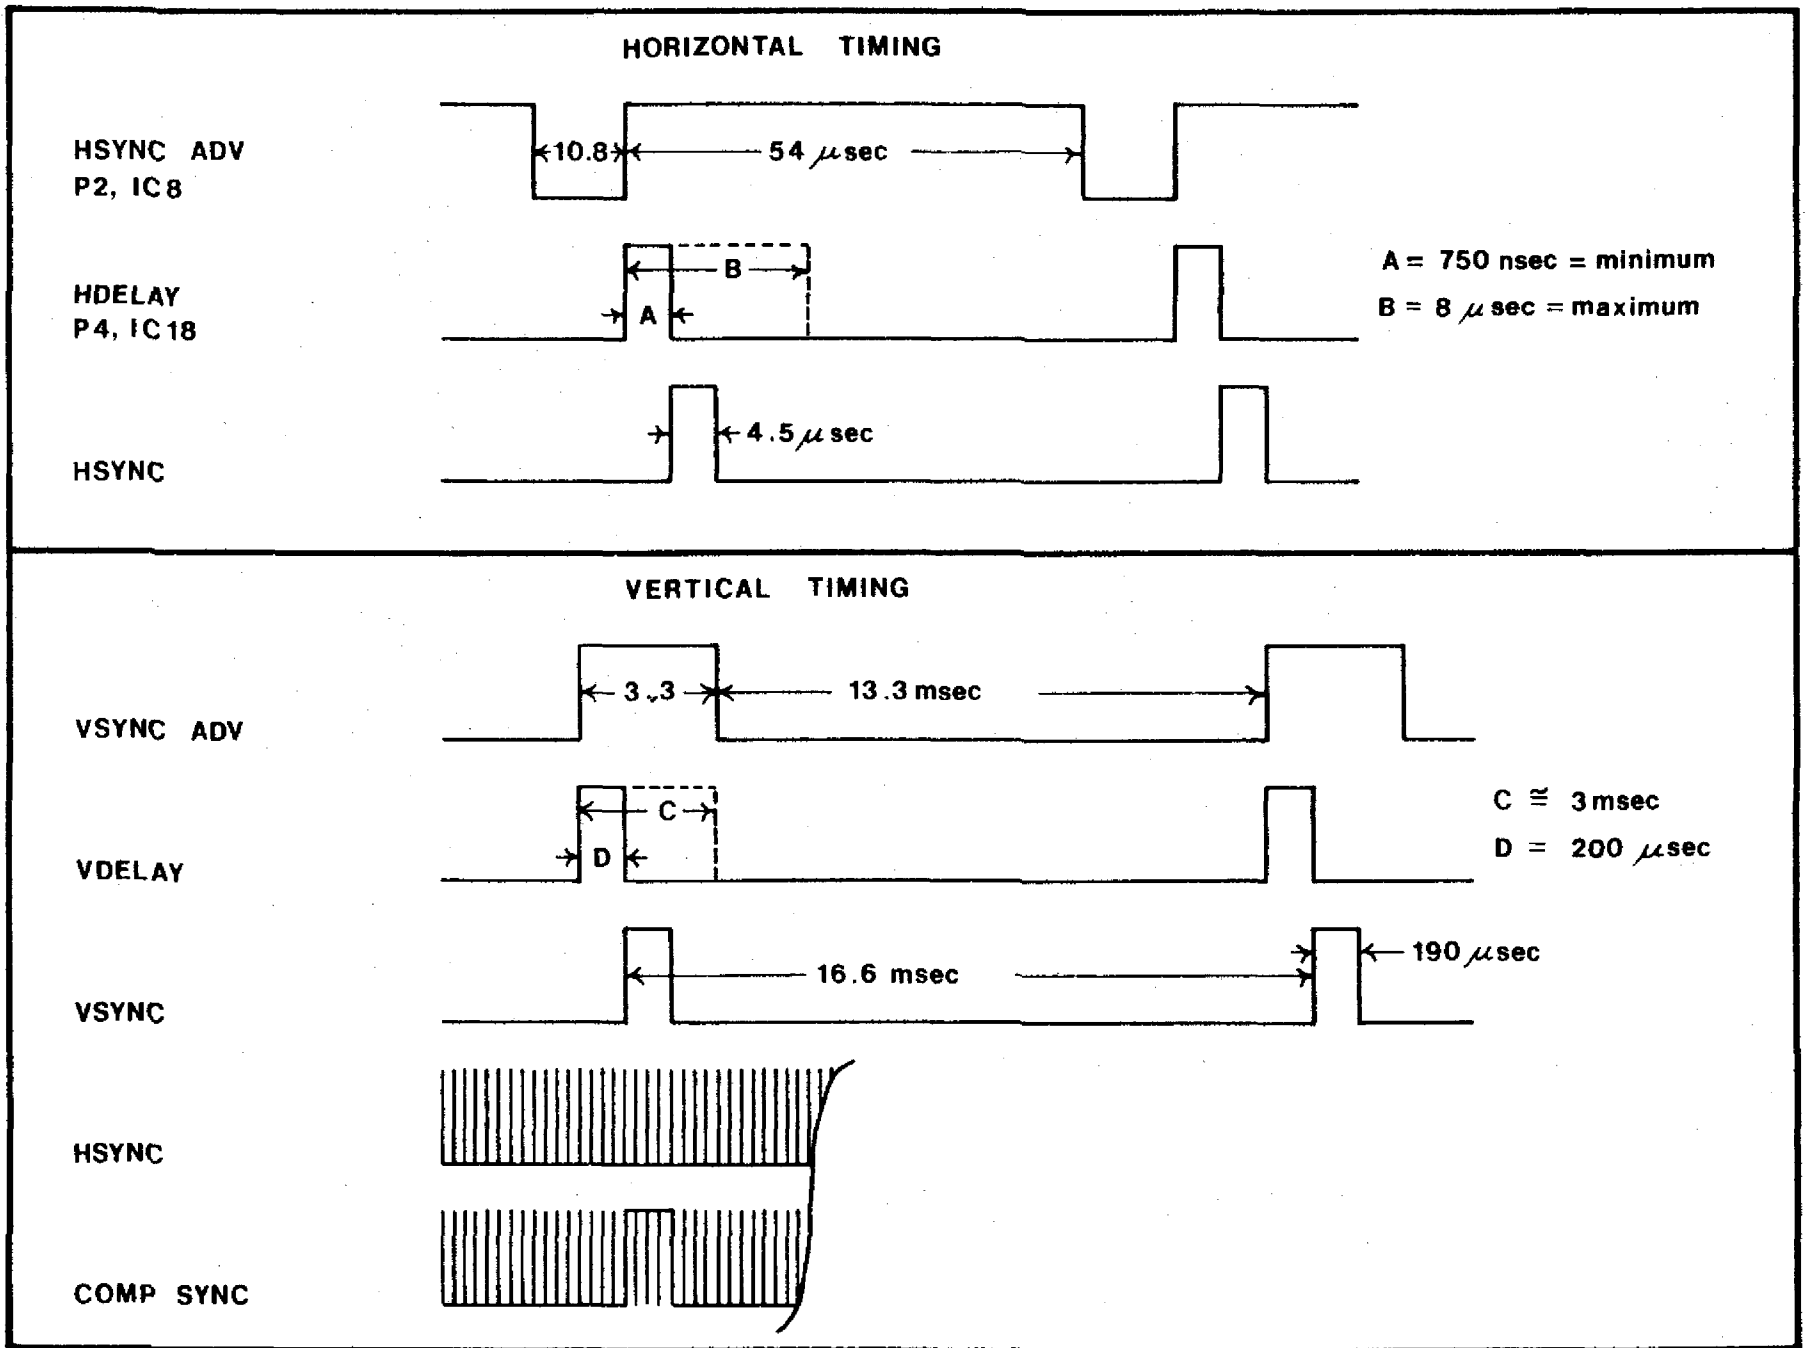 HORIZONTAL TIMING
HSYNC ADV
P2, IC8
10.8
54 μsec
HDELAY
P4, IC18
B
A
A = 750 nsec = minimum
B = 8 μsec = maximum
HSYNC
4.5 μsec
VERTICAL TIMING
VSYNC ADV
3.3
13.3 msec
VDELAY
C
D
C ≅ 3 msec
D = 200 μsec
VSYNC
16.6 msec
190 μsec
HSYNC
COMP SYNC